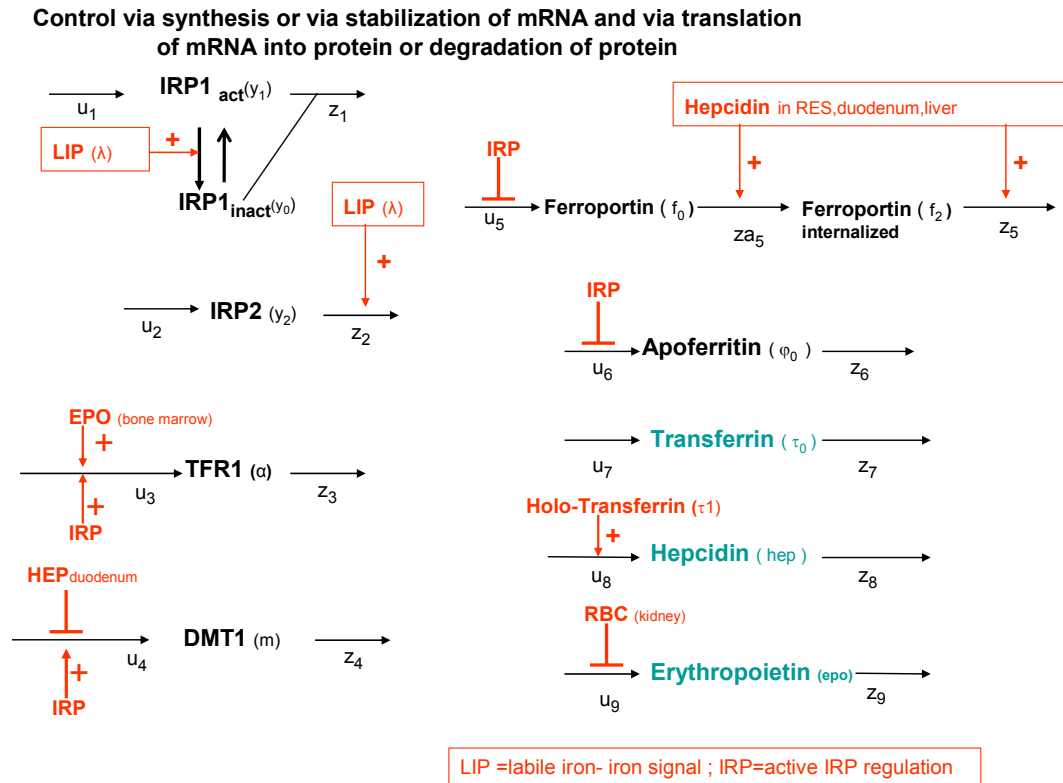 Control via synthesis or via stabilization of mRNA and via translation
of mRNA into protein or degradation of protein
IRP1 act(y1)
u1
z1
LIP (λ)
+
IRP1inact(y0)
LIP (λ)
+
u2
IRP2 (y2)
z2
EPO (bone marrow)
+
u3
TFR1 (α)
z3
+
IRP
HEPduodenum
u4
DMT1 (m)
z4
+
IRP
Hepcidin in RES,duodenum,liver
IRP
+
+
u5
Ferroportin ( f0 )
za5
Ferroportin ( f2 )
internalized
z5
IRP
u6
Apoferritin ( φ0 )
z6
u7
Transferrin ( τ0 )
z7
Holo-Transferrin (τ1)
+
u8
Hepcidin ( hep )
z8
RBC (kidney)
u9
Erythropoietin (epo)
z9
LIP =labile iron- iron signal ; IRP=active IRP regulation